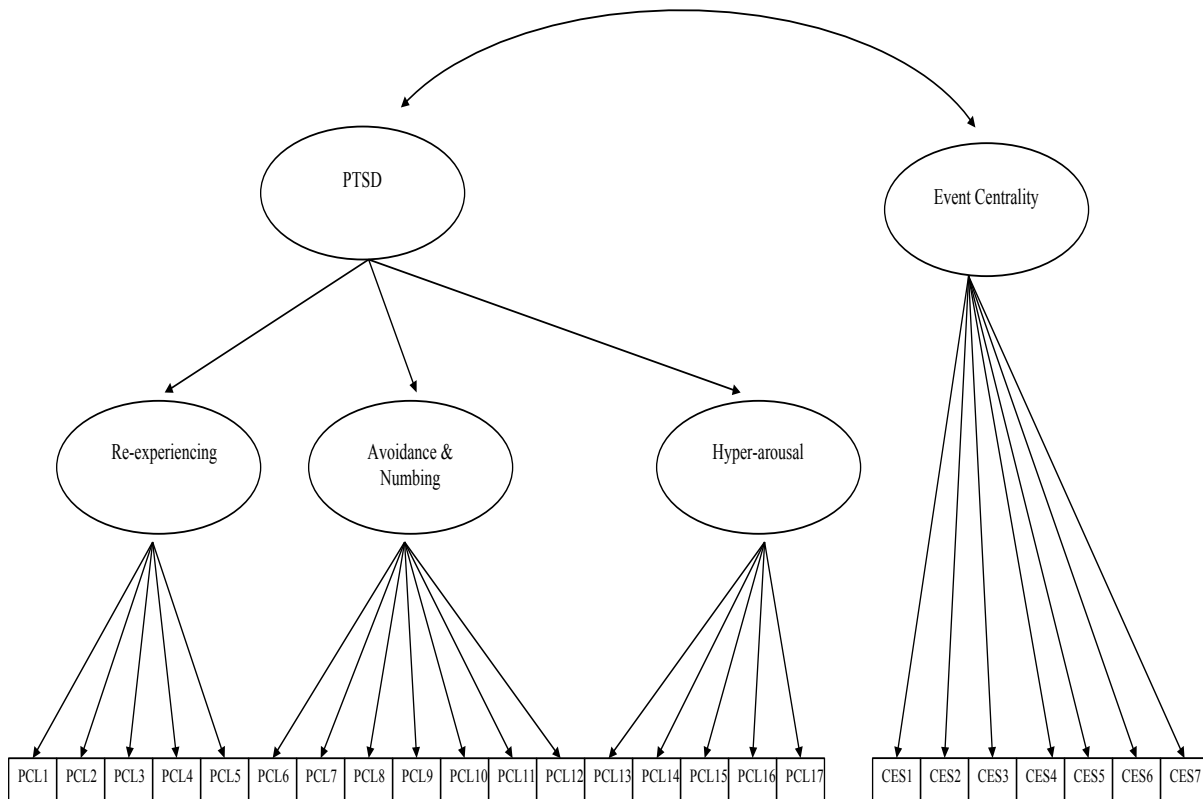 PTSD
Event Centrality
Re-experiencing
Avoidance &
Numbing
Hyper-arousal
PCL1 PCL2 PCL3 PCL4 PCL5 PCL6 PCL7 PCL8 PCL9 PCL10 PCL11 PCL12 PCL13 PCL14 PCL15 PCL16 PCL17 CES1 CES2 CES3 CES4 CES5 CES6 CES7